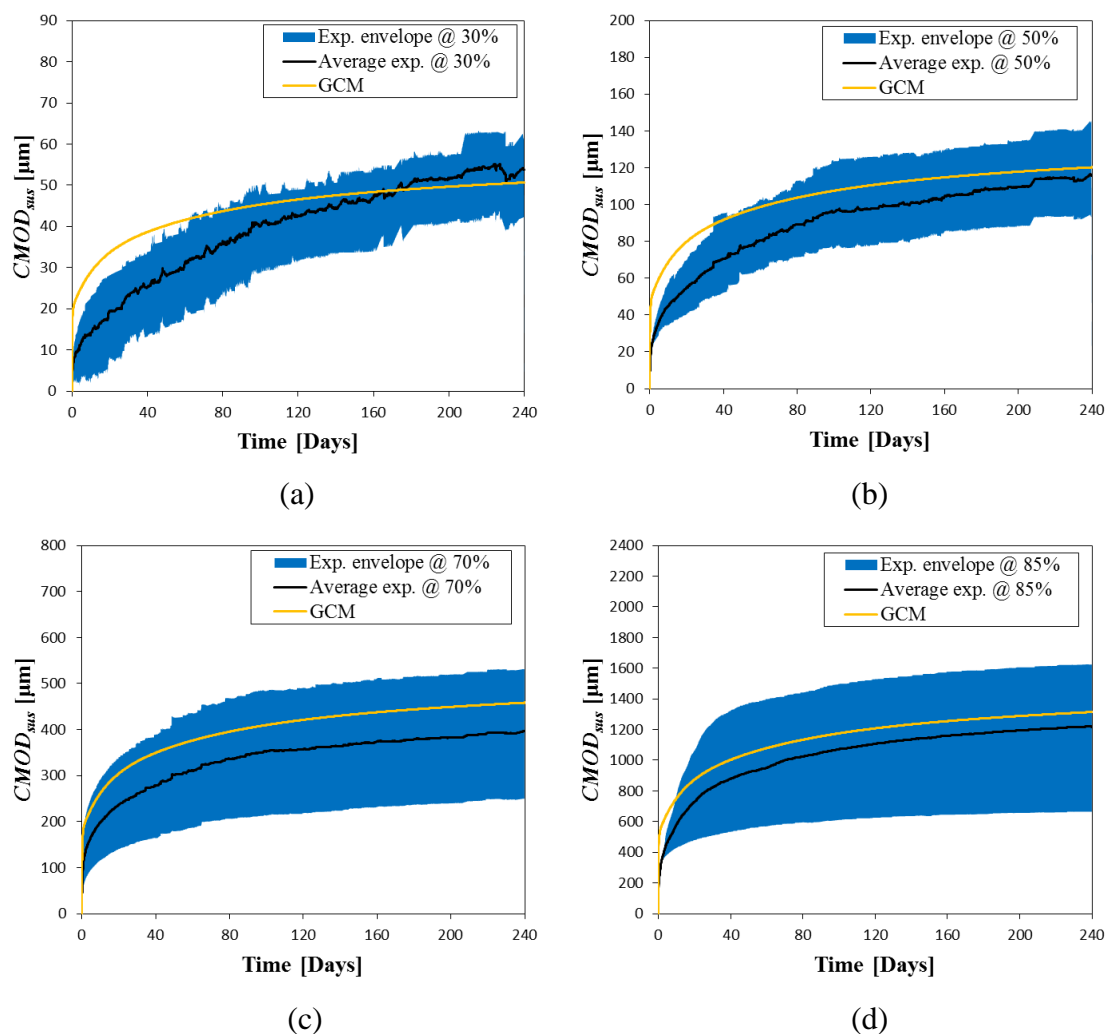 90
80
70
60
50
40
30
20
10
0
CMOD_sus [μm]
Exp. envelope @ 30%
Average exp. @ 30%
GCM
0 40 80 120 160 200 240
Time [Days]
(a)
200
180
160
140
120
100
80
60
40
20
0
CMOD_sus [μm]
Exp. envelope @ 50%
Average exp. @ 50%
GCM
0 40 80 120 160 200 240
Time [Days]
(b)
800
700
600
500
400
300
200
100
0
CMOD_sus [μm]
Exp. envelope @ 70%
Average exp. @ 70%
GCM
0 40 80 120 160 200 240
Time [Days]
(c)
2400
2200
2000
1800
1600
1400
1200
1000
800
600
400
200
0
CMOD_sus [μm]
Exp. envelope @ 85%
Average exp. @ 85%
GCM
0 40 80 120 160 200 240
Time [Days]
(d)